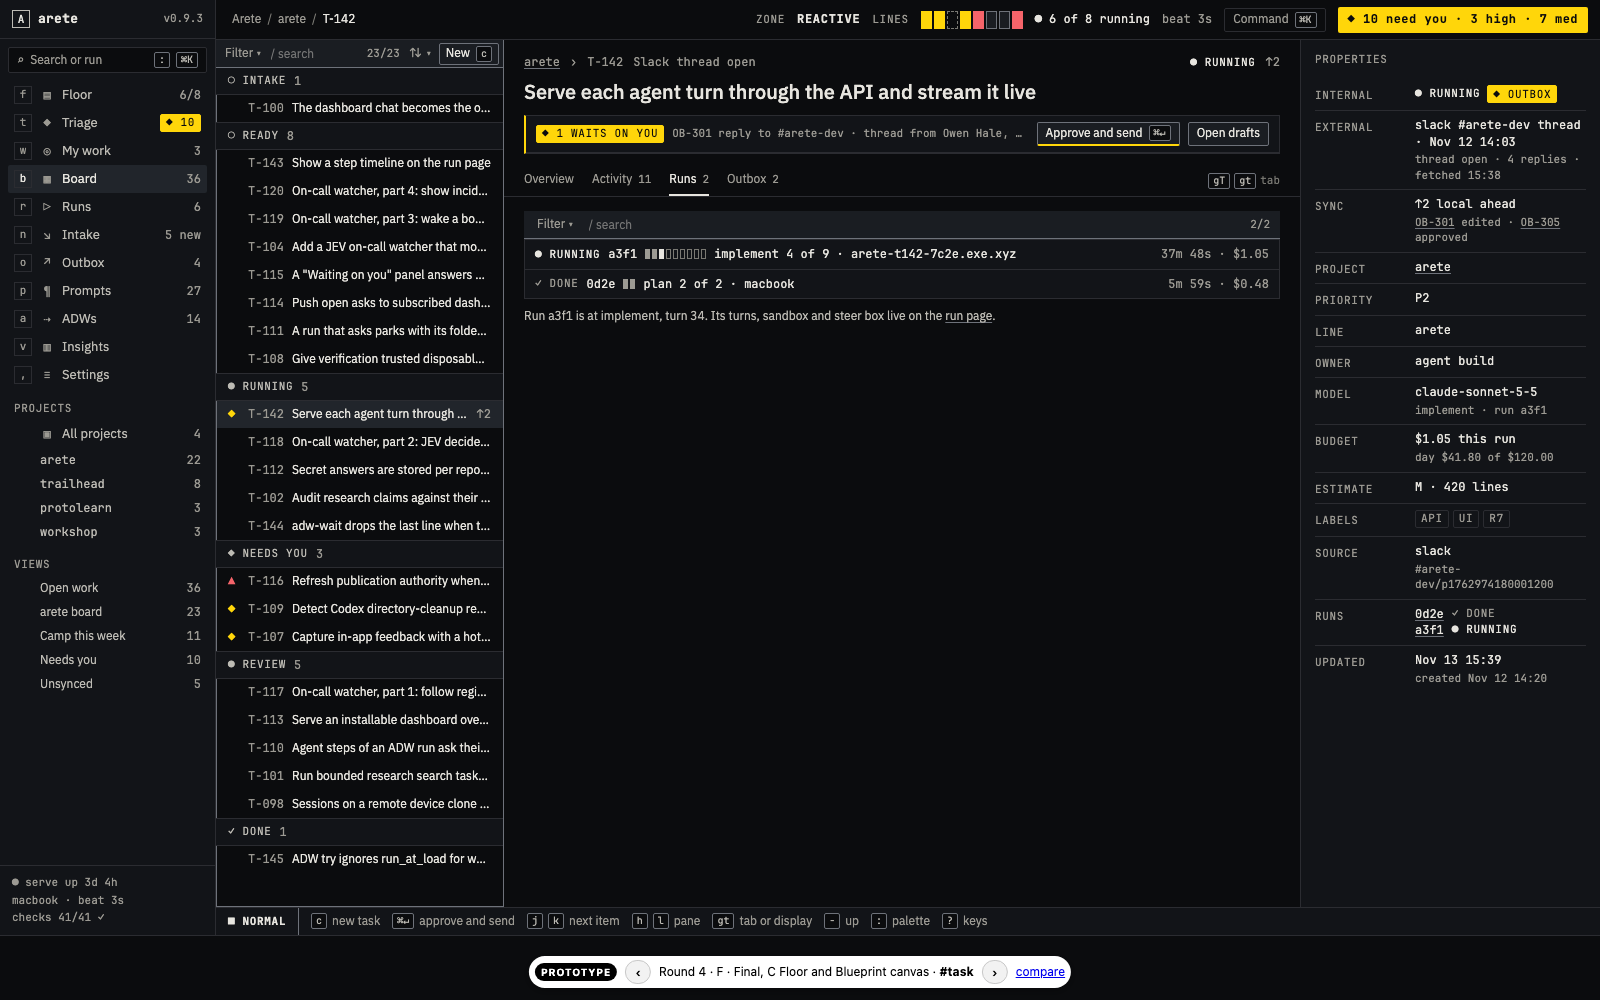 A arete v0.9.3
Search or run : ⌘K
f Floor 6/8
t Triage ◆ 10
w My work 3
b Board 36
r Runs 6
n Intake 5 new
o Outbox 4
p Prompts 27
a ADWs 14
v Insights
, Settings
PROJECTS
All projects 4
arete 22
trailhead 8
protolearn 3
workshop 3
VIEWS
Open work 36
arete board 23
Camp this week 11
Needs you 10
Unsynced 5
● serve up 3d 4h
macbook · beat 3s
checks 41/41 ✓
Arete / arete / T-142
ZONE REACTIVE LINES ● 6 of 8 running beat 3s Command ⌘K ◆ 10 need you · 3 high · 7 med
Filter ▾ / search 23/23 ↑↓ ▾ New c
○ INTAKE 1
T-100 The dashboard chat becomes the o…
○ READY 8
T-143 Show a step timeline on the run page
T-120 On-call watcher, part 4: show incid…
T-119 On-call watcher, part 3: wake a bo…
T-104 Add a JEV on-call watcher that mo…
T-115 A "Waiting on you" panel answers …
T-114 Push open asks to subscribed dash…
T-111 A run that asks parks with its folde…
T-108 Give verification trusted disposabl…
● RUNNING 5
◆ T-142 Serve each agent turn through … ↑2
T-118 On-call watcher, part 2: JEV decide…
T-112 Secret answers are stored per repo…
T-102 Audit research claims against their …
T-144 adw-wait drops the last line when t…
◆ NEEDS YOU 3
▲ T-116 Refresh publication authority when…
◆ T-109 Detect Codex directory-cleanup re…
◆ T-107 Capture in-app feedback with a hot…
● REVIEW 5
T-117 On-call watcher, part 1: follow regi…
T-113 Serve an installable dashboard ove…
T-110 Agent steps of an ADW run ask thei…
T-101 Run bounded research search task…
T-098 Sessions on a remote device clone …
✓ DONE 1
T-145 ADW try ignores run_at_load for w…
arete › T-142 Slack thread open ● RUNNING ↑2
Serve each agent turn through the API and stream it live
◆ 1 WAITS ON YOU OB-301 reply to #arete-dev · thread from Owen Hale, … Approve and send ⌘↵ Open drafts
Overview Activity 11 Runs 2 Outbox 2 gT gt tab
Filter ▾ / search 2/2
● RUNNING a3f1 implement 4 of 9 · arete-t142-7c2e.exe.xyz 37m 48s · $1.05
✓ DONE 0d2e plan 2 of 2 · macbook 5m 59s · $0.48
Run a3f1 is at implement, turn 34. Its turns, sandbox and steer box live on the run page.
PROPERTIES
INTERNAL ● RUNNING ◆ OUTBOX
EXTERNAL slack #arete-dev thread
· Nov 12 14:03
thread open · 4 replies ·
fetched 15:38
SYNC ↑2 local ahead
OB-301 edited · OB-305
approved
PROJECT arete
PRIORITY P2
LINE arete
OWNER agent build
MODEL claude-sonnet-5-5
implement · run a3f1
BUDGET $1.05 this run
day $41.80 of $120.00
ESTIMATE M · 420 lines
LABELS API UI R7
SOURCE slack
#arete-
dev/p1762974180001200
RUNS 0d2e ✓ DONE
a3f1 ● RUNNING
UPDATED Nov 13 15:39
created Nov 12 14:20
■ NORMAL c new task ⌘↵ approve and send j k next item h l pane gt tab or display - up : palette ? keys
PROTOTYPE ‹ Round 4 · F · Final, C Floor and Blueprint canvas · #task › compare